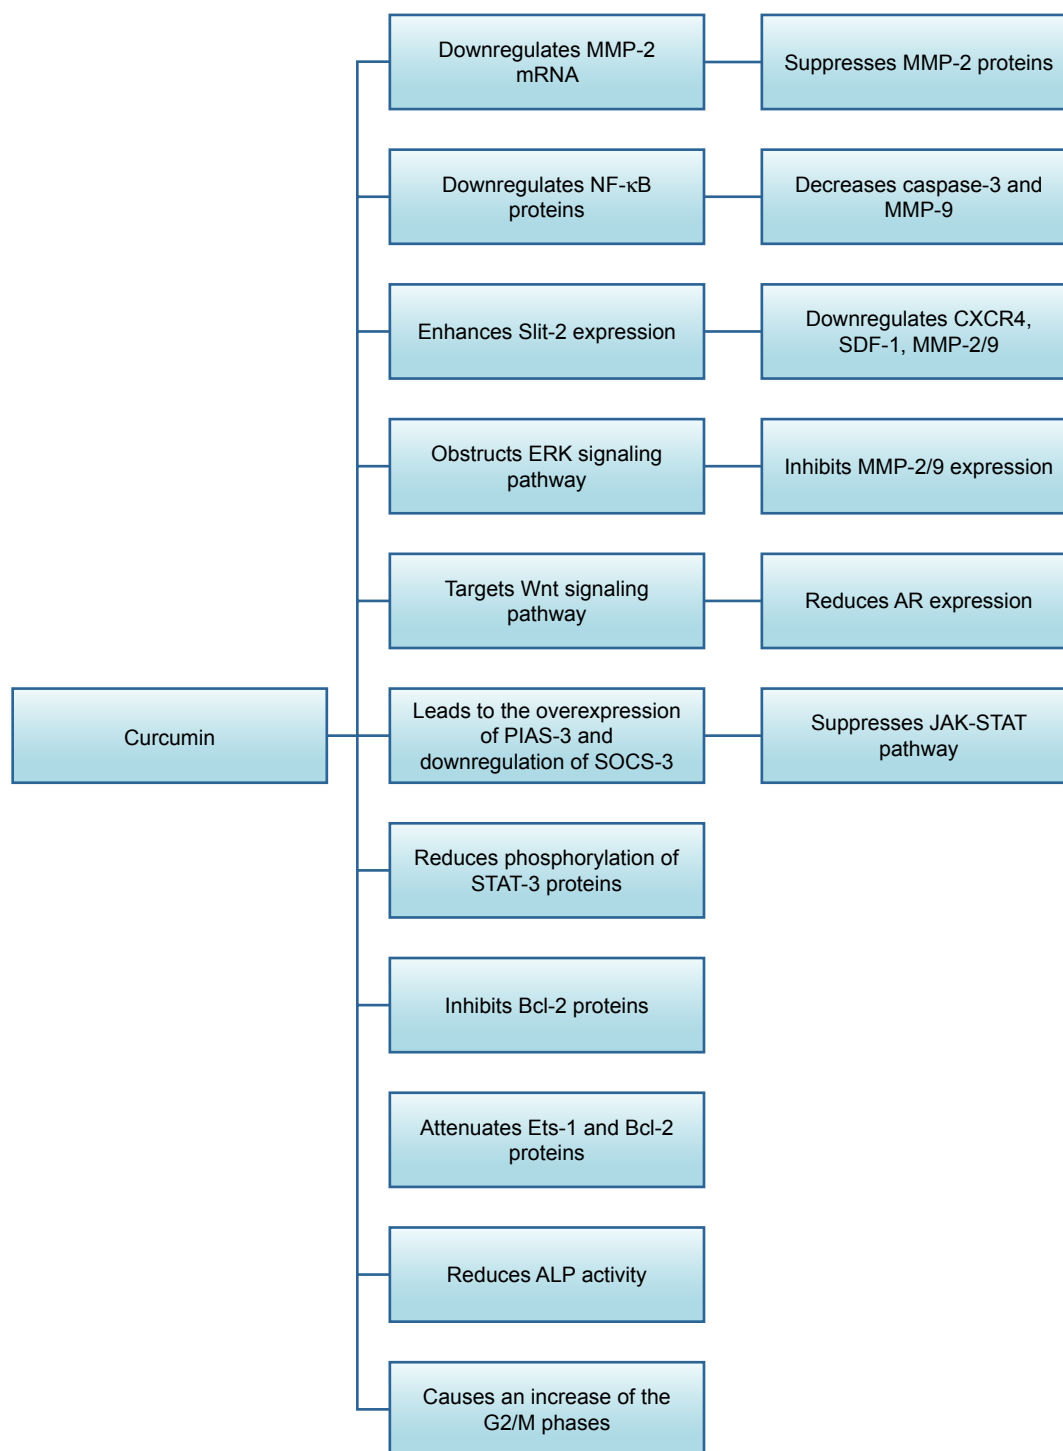 Downregulates MMP-2
mRNA
Suppresses MMP-2 proteins
Downregulates NF-κB
proteins
Decreases caspase-3 and
MMP-9
Enhances Slit-2 expression
Downregulates CXCR4,
SDF-1, MMP-2/9
Obstructs ERK signaling
pathway
Inhibits MMP-2/9 expression
Targets Wnt signaling
pathway
Reduces AR expression
Curcumin
Leads to the overexpression
of PIAS-3 and
downregulation of SOCS-3
Suppresses JAK-STAT
pathway
Reduces phosphorylation of
STAT-3 proteins
Inhibits Bcl-2 proteins
Attenuates Ets-1 and Bcl-2
proteins
Reduces ALP activity
Causes an increase of the
G2/M phases